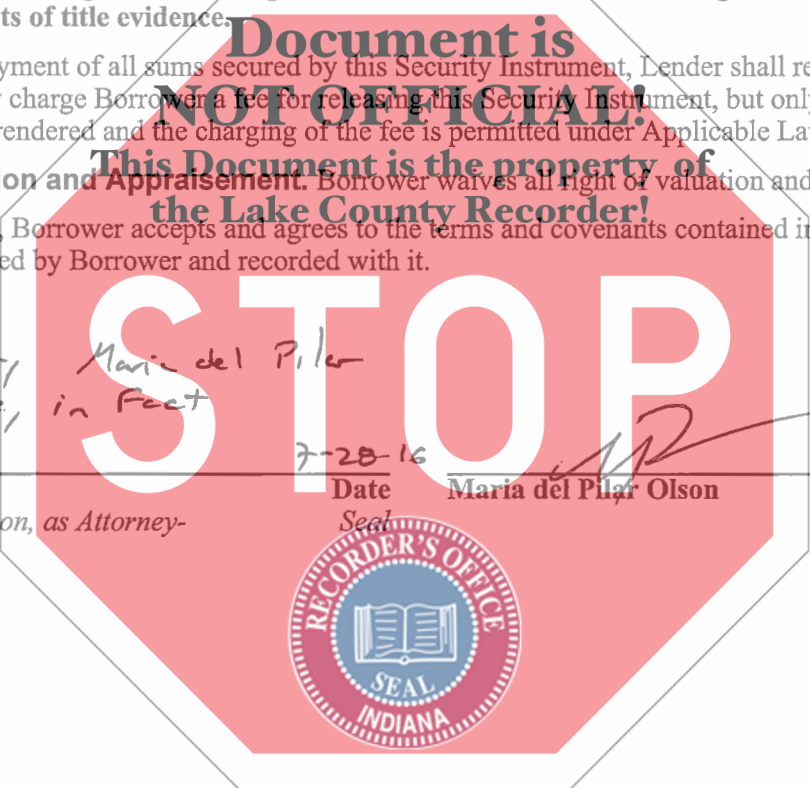 ts of title evidence.
Document is
yment of all sums secured by this Security Instrument, Lender shall re
NOT OFFICIAL!
charge Borrower a fee for releasing this Security Instrument, but onl
rendered and the charging of the fee is permitted under Applicable La
This Document is the property of
ion and Appraisement. Borrower waives all right of valuation and
the Lake County Recorder!
, Borrower accepts and agrees to the terms and covenants contained in
ed by Borrower and recorded with it.
STOP
Maria del Pilar
in Fact
7-28-16
Date Maria del Pilar Olson
on, as Attorney- Seal
RECORDER'S OFFICE
SEAL
INDIANA